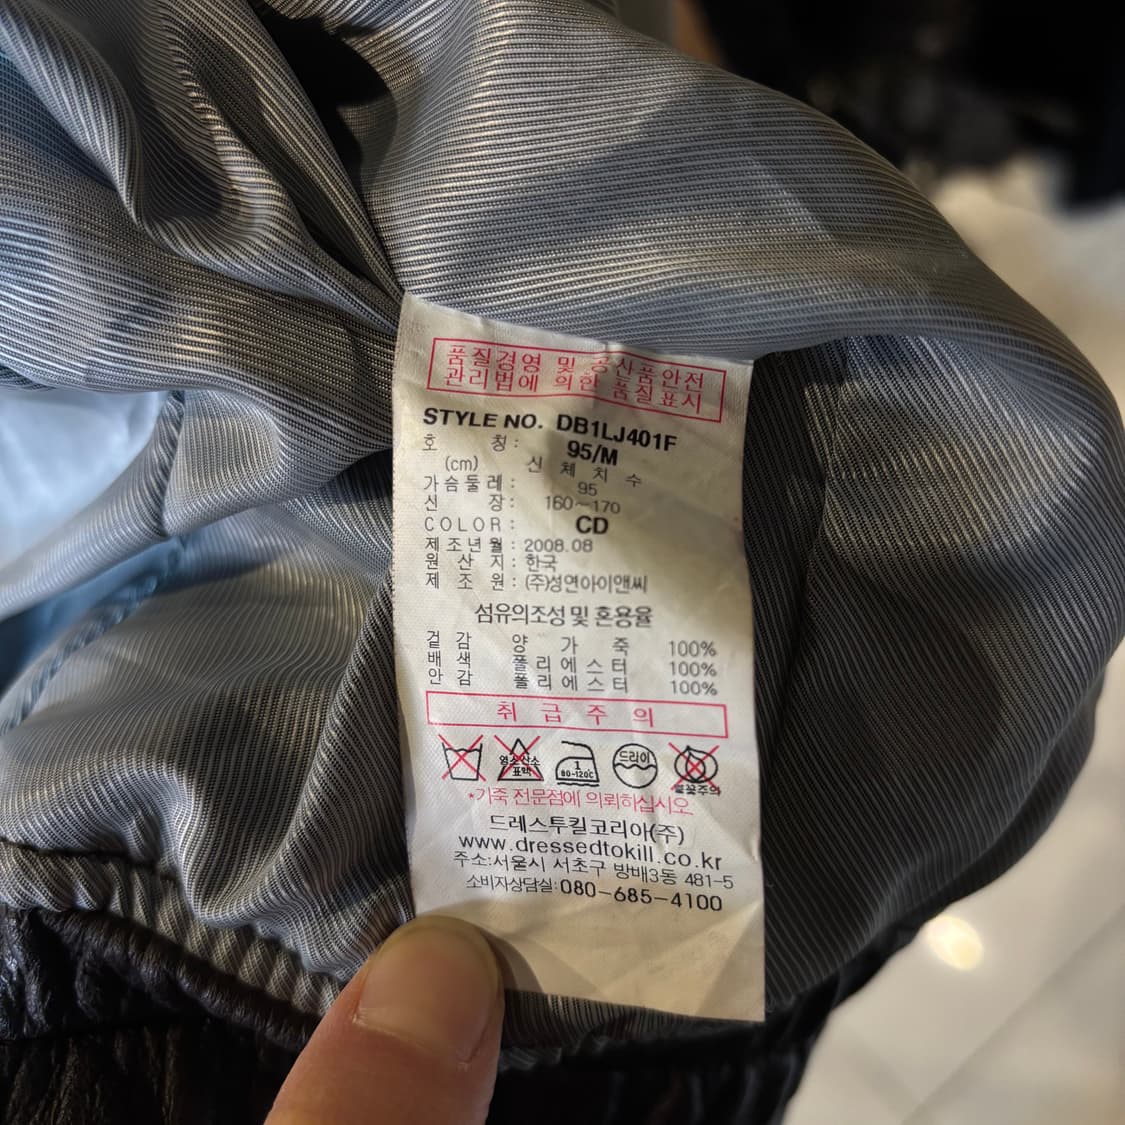 품질경영 및 공산품안전
관리법에 의한 품질표시
STYLE NO. DB1LJ401F
호 칭 : 95/M
(cm) 신 체 치 수
가슴둘레 : 95
신 장 : 160~170
COLOR : CD
제조년월 : 2008.08
원 산 지 : 한국
제 조 원 : (주)성연아이앤씨
섬유의조성 및 혼용율
겉 감 양 가 죽 100%
배 색 폴리에스터 100%
안 감 폴리에스터 100%
취 급 주 의
염소산소
표백
1
80-120℃
드라이
불꽃주의
*가죽 전문점에 의뢰하십시오
드레스투킬코리아(주)
www.dressedtokill.co.kr
주소:서울시 서초구 방배3동 481-5
소비자상담실:080-685-4100